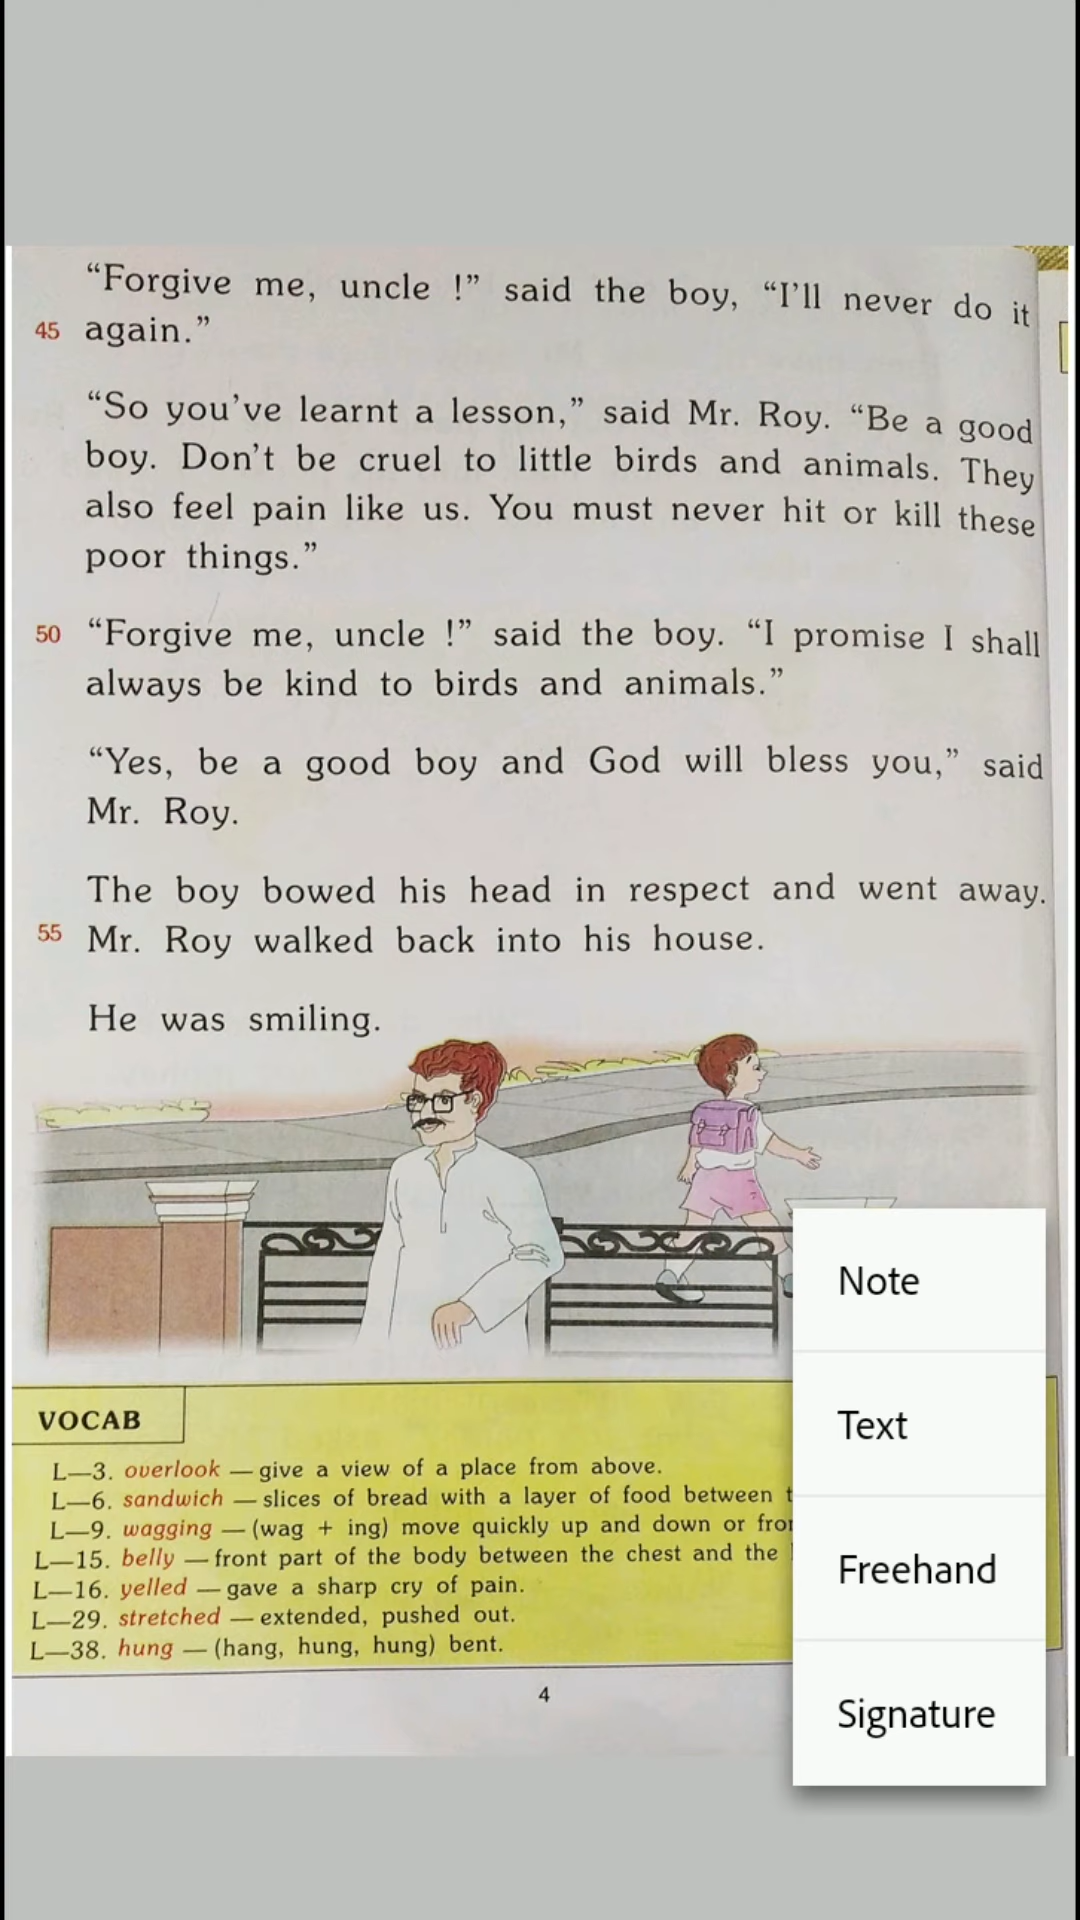 “Forgive me, uncle !” said the boy, “I’ll never do it
45 again.”
“So you’ve learnt a lesson,” said Mr. Roy. “Be a good
boy. Don’t be cruel to little birds and animals. They
also feel pain like us. You must never hit or kill these
poor things.”
50 “Forgive me, uncle !” said the boy. “I promise I shall
always be kind to birds and animals.”
“Yes, be a good boy and God will bless you,” said
Mr. Roy.
The boy bowed his head in respect and went away.
55 Mr. Roy walked back into his house.
He was smiling.
VOCAB
L—3. overlook — give a view of a place from above.
L—6. sandwich — slices of bread with a layer of food between
L—9. wagging — (wag + ing) move quickly up and down or
L—15. belly — front part of the body between the chest and the
L—16. yelled — gave a sharp cry of pain.
L—29. stretched — extended, pushed out.
L—38. hung — (hang, hung, hung) bent.
4
Note
Text
Freehand
Signature